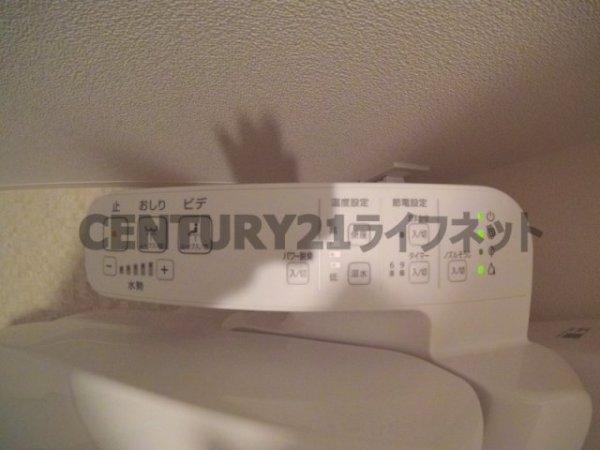 止 おしり ビデ
温度設定 節電設定
CENTURY21ライフネット
入/切
パワー脱臭 タイマー
入/切 低 温水 入/切 入/切
水勢